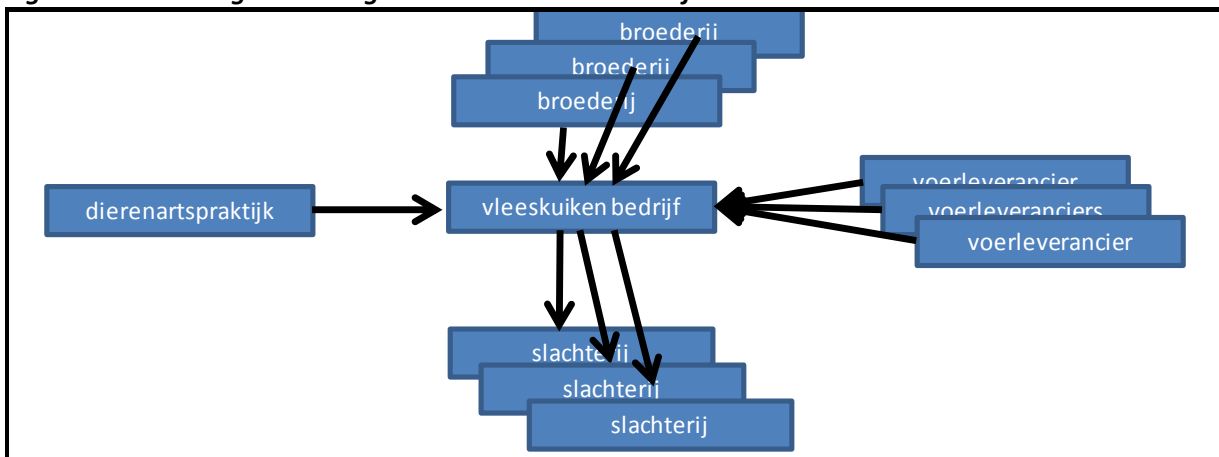 broederij
broederij
broederij
voerleverancier
dierenartspraktijk
vleeskuiken bedrijf
voerleveranciers
voerleverancier
slachterij
slachterij
slachterij